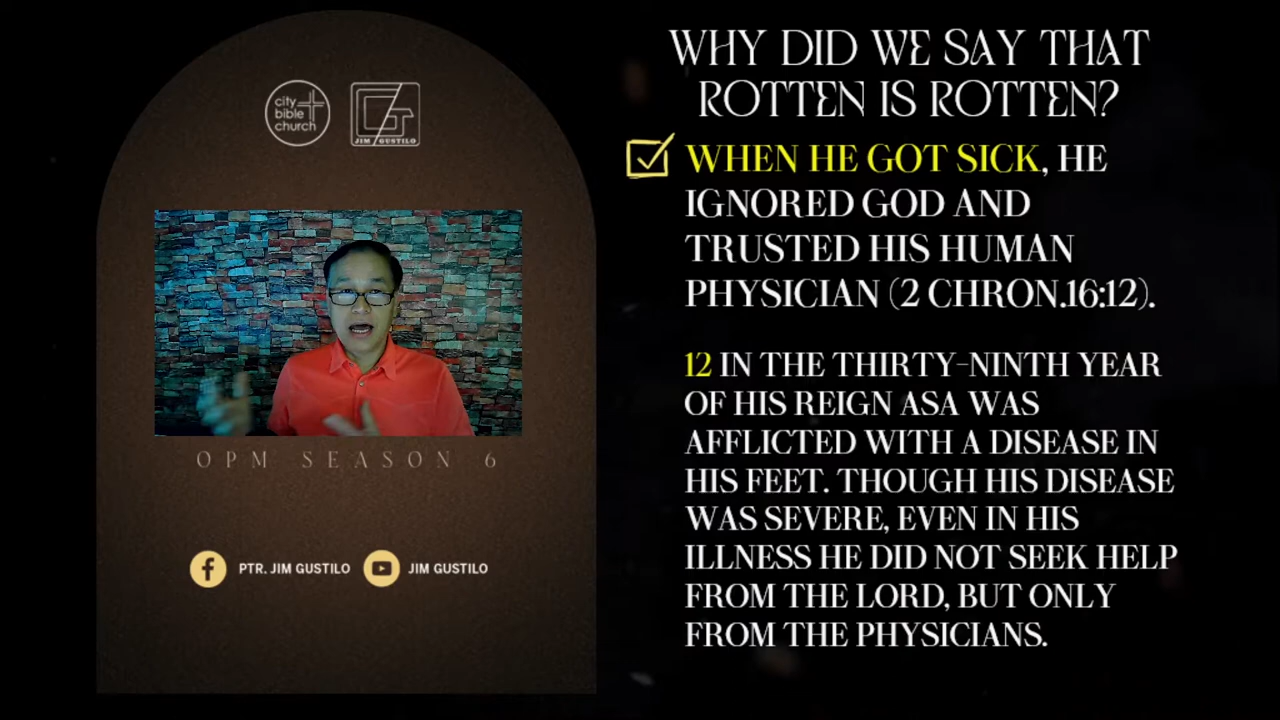 city
bible
church
JIM GUSTILO
OPM SEASON 6
PTR. JIM GUSTILO
JIM GUSTILO
WHY DID WE SAY THAT
ROTTEN IS ROTTEN?
WHEN HE GOT SICK, HE
IGNORED GOD AND
TRUSTED HIS HUMAN
PHYSICIAN (2 CHRON.16:12).
12 IN THE THIRTY-NINTH YEAR
OF HIS REIGN ASA WAS
AFFLICTED WITH A DISEASE IN
HIS FEET. THOUGH HIS DISEASE
WAS SEVERE, EVEN IN HIS
ILLNESS HE DID NOT SEEK HELP
FROM THE LORD, BUT ONLY
FROM THE PHYSICIANS.